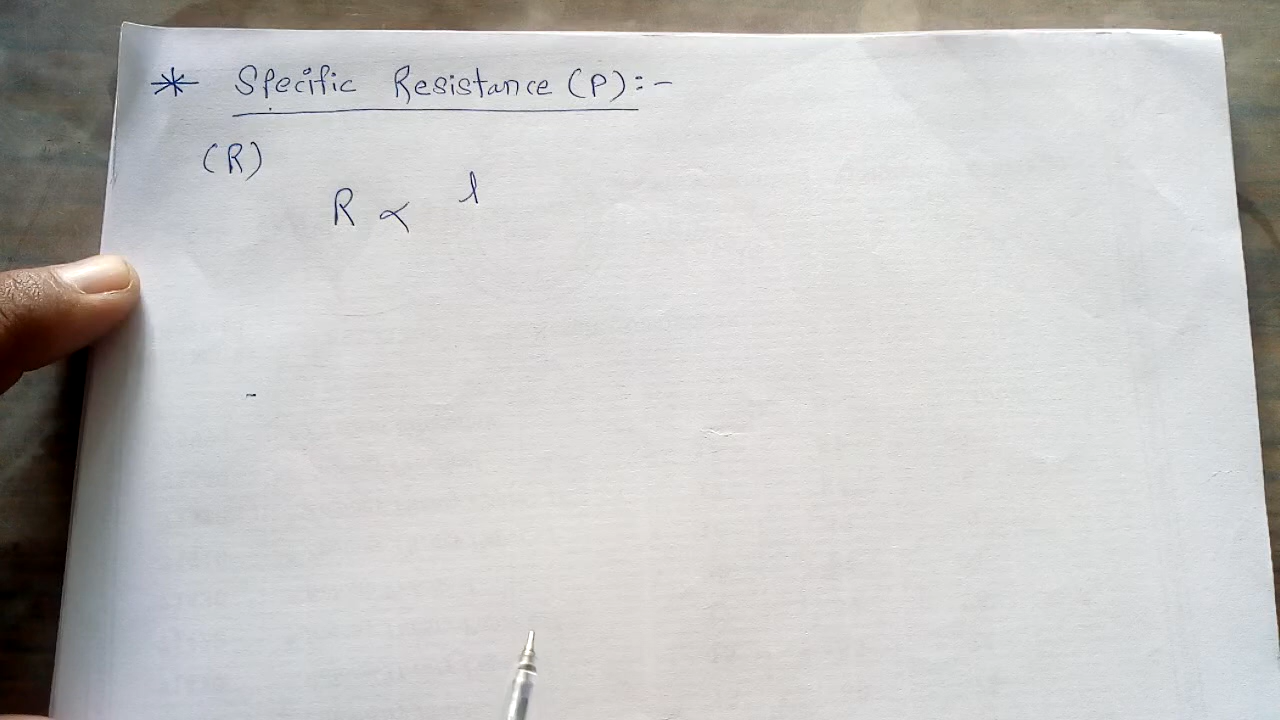 * Specific Resistance (ρ):-
(R)
R ∝ l